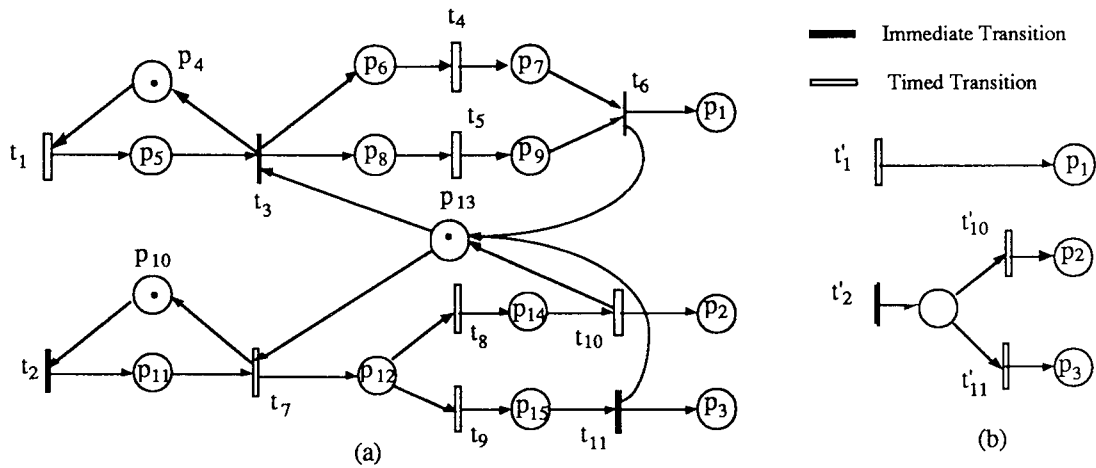 t4
p4
p6
p7
t6
p1
t1
p5
t5
p8
p9
t3
p13
p10
t8
p14
t10
p2
t2
p11
t7
p12
t9
p15
t11
p3
(a)
Immediate Transition
Timed Transition
t'1
p1
t'10
p2
t'2
t'11
p3
(b)